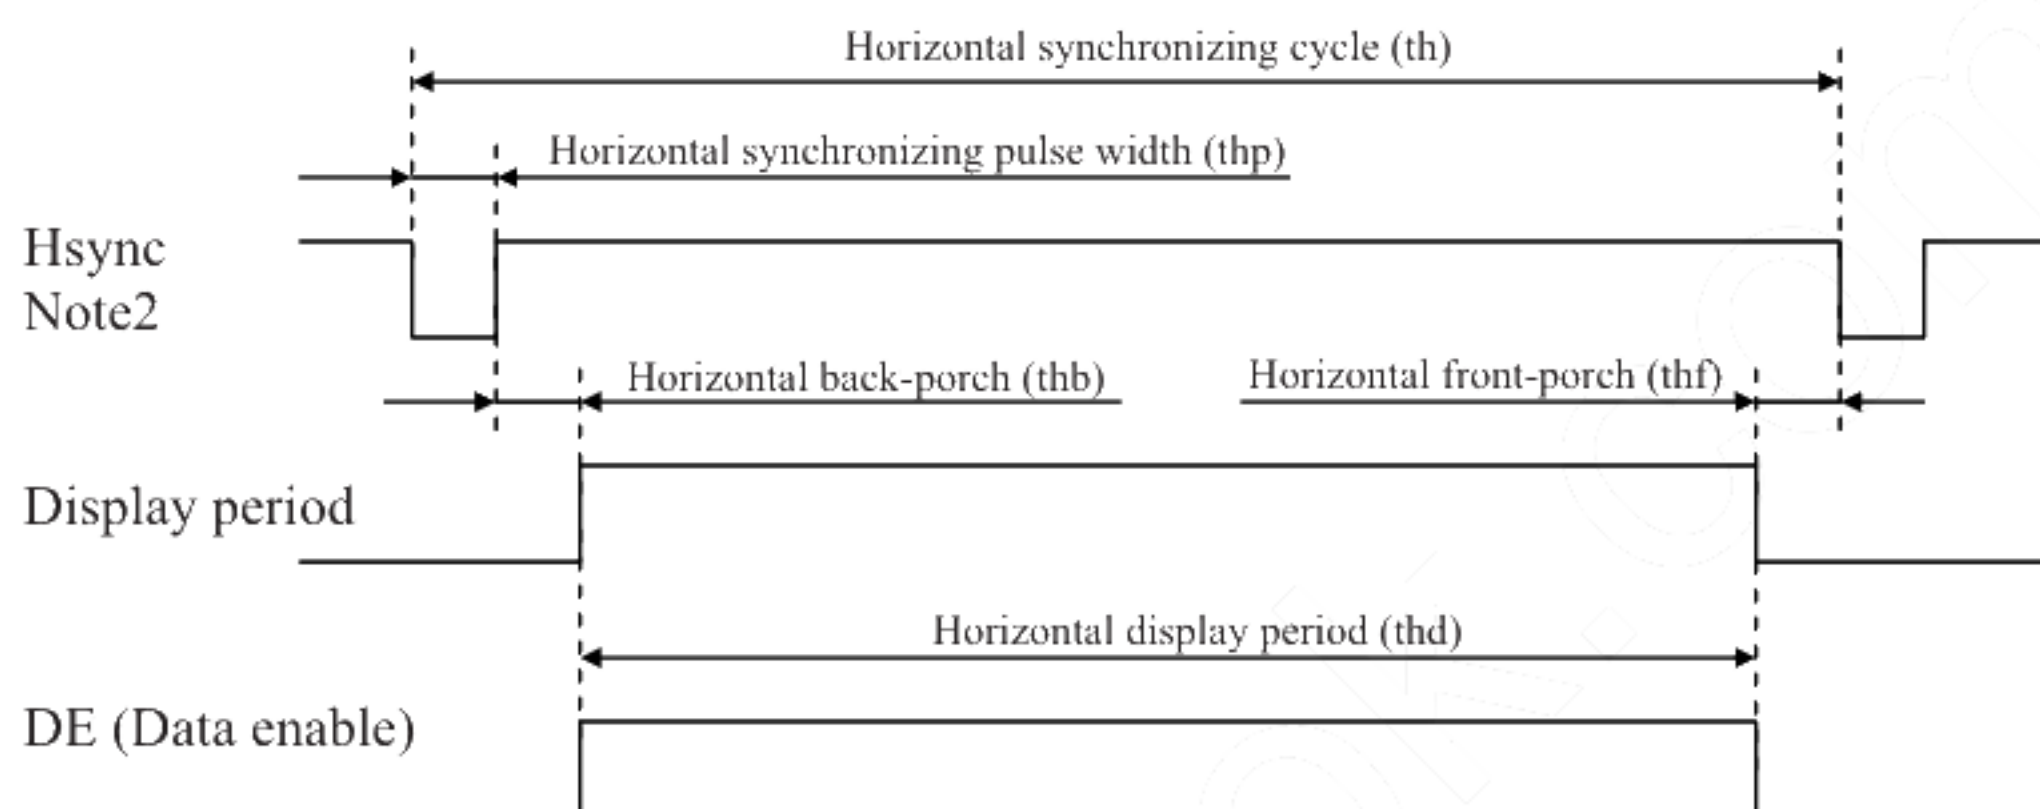 Horizontal synchronizing cycle (th)
Horizontal synchronizing pulse width (thp)
Hsync
Note2
Horizontal back-porch (thb)
Horizontal front-porch (thf)
Display period
Horizontal display period (thd)
DE (Data enable)